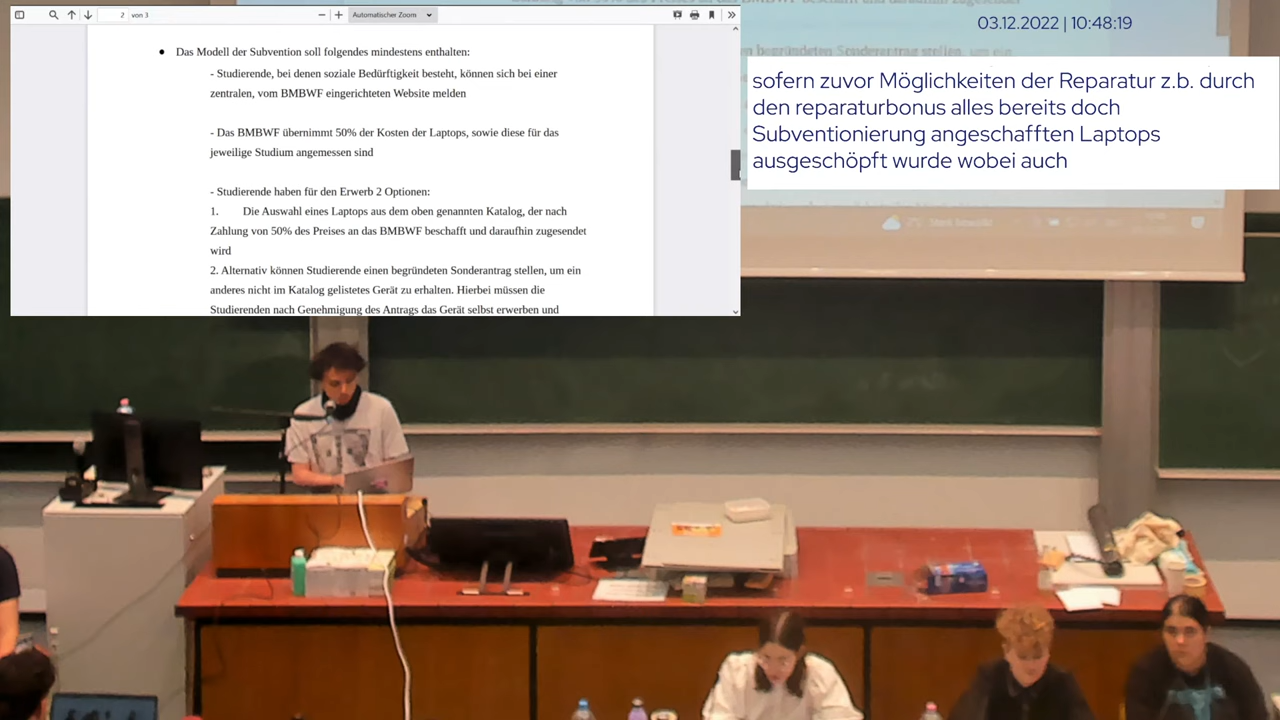 2 von 3
Automatischer Zoom
03.12.2022 | 10:48:19
● Das Modell der Subvention soll folgendes mindestens enthalten:
- Studierende, bei denen soziale Bedürftigkeit besteht, können sich bei einer
zentralen, vom BMBWF eingerichteten Website melden
- Das BMBWF übernimmt 50% der Kosten der Laptops, sowie diese für das
jeweilige Studium angemessen sind
- Studierende haben für den Erwerb 2 Optionen:
1. Die Auswahl eines Laptops aus dem oben genannten Katalog, der nach
Zahlung von 50% des Preises an das BMBWF beschafft und daraufhin zugesendet
wird
2. Alternativ können Studierende einen begründeten Sonderantrag stellen, um ein
anderes nicht im Katalog gelistetes Gerät zu erhalten. Hierbei müssen die
Studierenden nach Genehmigung des Antrags das Gerät selbst erwerben und
sofern zuvor Möglichkeiten der Reparatur z.b. durch
den reparaturbonus alles bereits doch
Subventionierung angeschafften Laptops
ausgeschöpft wurde wobei auch
begründeten Sonderantrag stellen, um ein